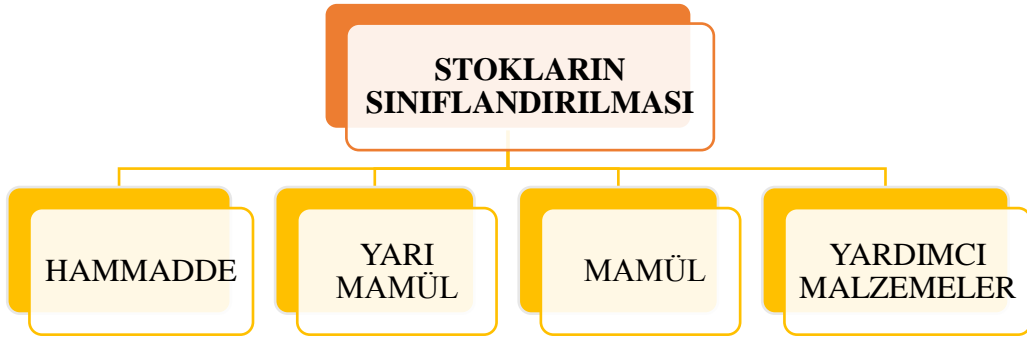 STOKLARIN
SINIFLANDIRILMASI
HAMMADDE
YARI
MAMÜL
MAMÜL
YARDIMCI
MALZEMELER